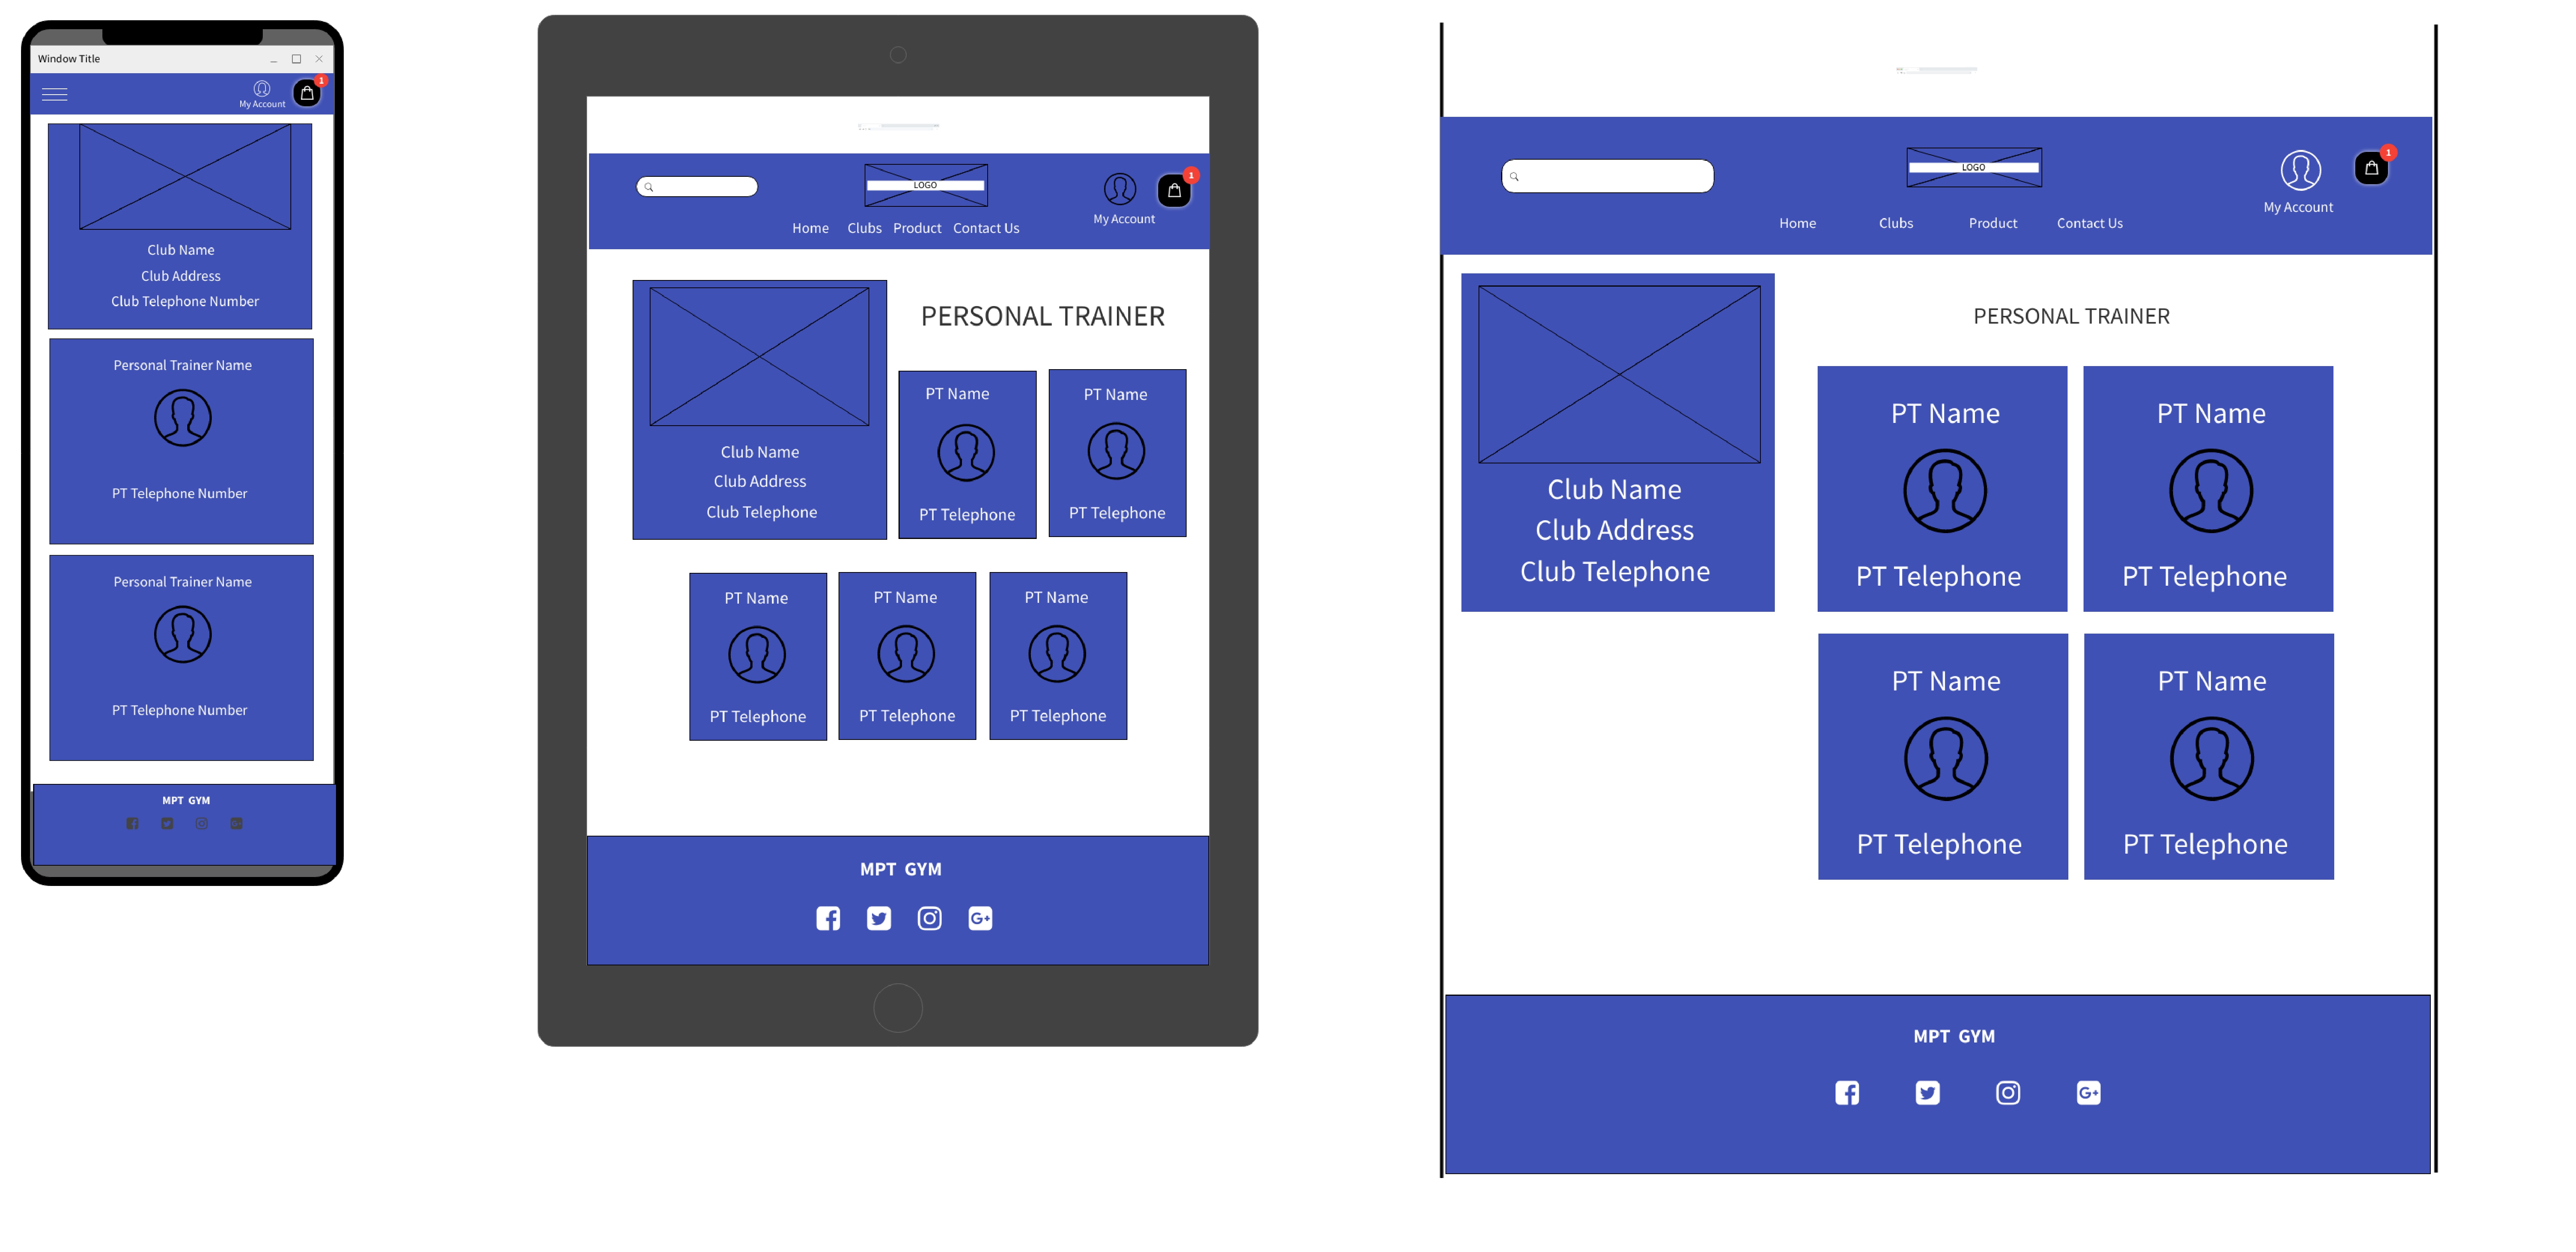 Window Title
My Account
1
Club Name
Club Address
Club Telephone Number
Personal Trainer Name
PT Telephone Number
Personal Trainer Name
PT Telephone Number
MPT GYM
LOGO
1
My Account
Home Clubs Product Contact Us
PERSONAL TRAINER
Club Name
Club Address
Club Telephone
PT Name
PT Telephone
PT Name
PT Telephone
PT Name
PT Telephone
PT Name
PT Telephone
PT Name
PT Telephone
MPT GYM
G+
LOGO
1
My Account
Home Clubs Product Contact Us
PERSONAL TRAINER
Club Name
Club Address
Club Telephone
PT Name
PT Telephone
PT Name
PT Telephone
PT Name
PT Telephone
PT Name
PT Telephone
MPT GYM
G+